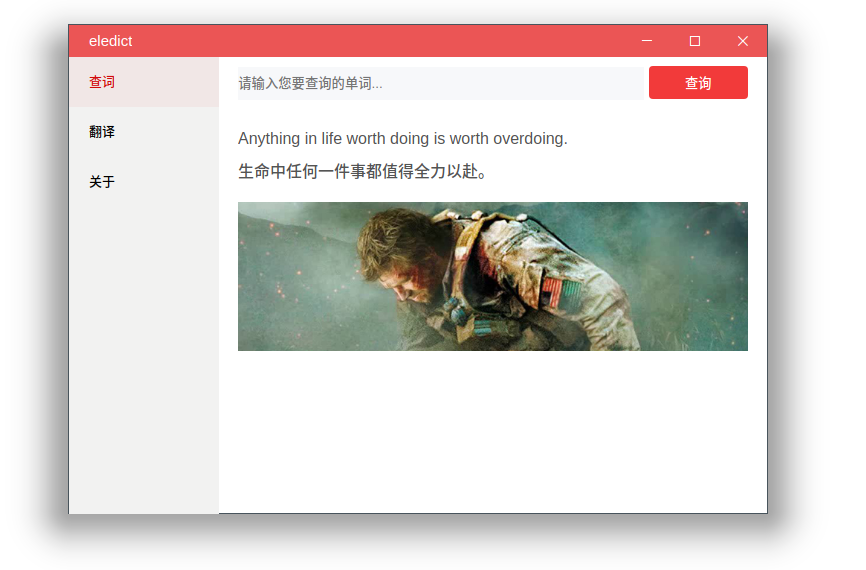 eledict
查词
翻译
关于
请输入您要查询的单词...
查询
Anything in life worth doing is worth overdoing.
生命中任何一件事都值得全力以赴。